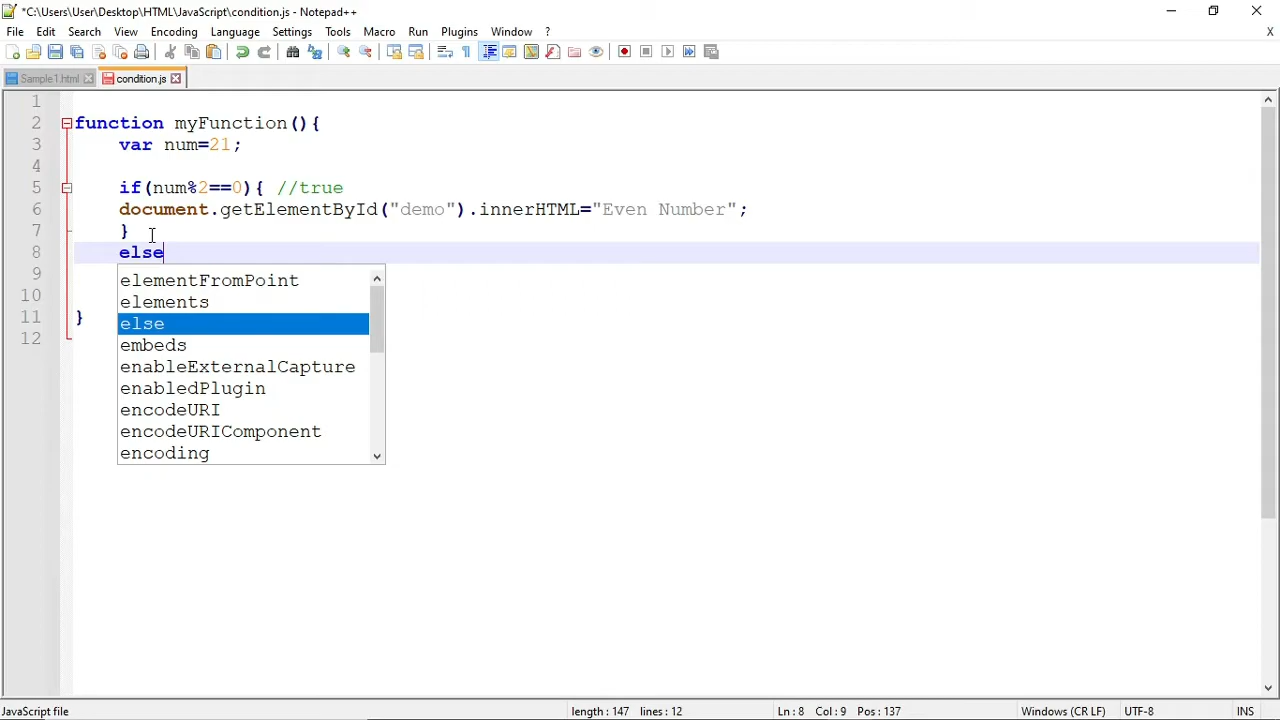 *C:\Users\User\Desktop\HTML\JavaScript\condition.js - Notepad++
File Edit Search View Encoding Language Settings Tools Macro Run Plugins Window ? X
Sample1.html condition.js
1
2 function myFunction(){
3 var num=21;
4
5 if(num%2==0){ //true
6 document.getElementById("demo").innerHTML="Even Number";
7 }
8 else
9
10
11 }
12
elementFromPoint
elements
else
embeds
enableExternalCapture
enabledPlugin
encodeURI
encodeURIComponent
encoding
JavaScript file length : 147 lines : 12 Ln : 8 Col : 9 Pos : 137 Windows (CR LF) UTF-8 INS